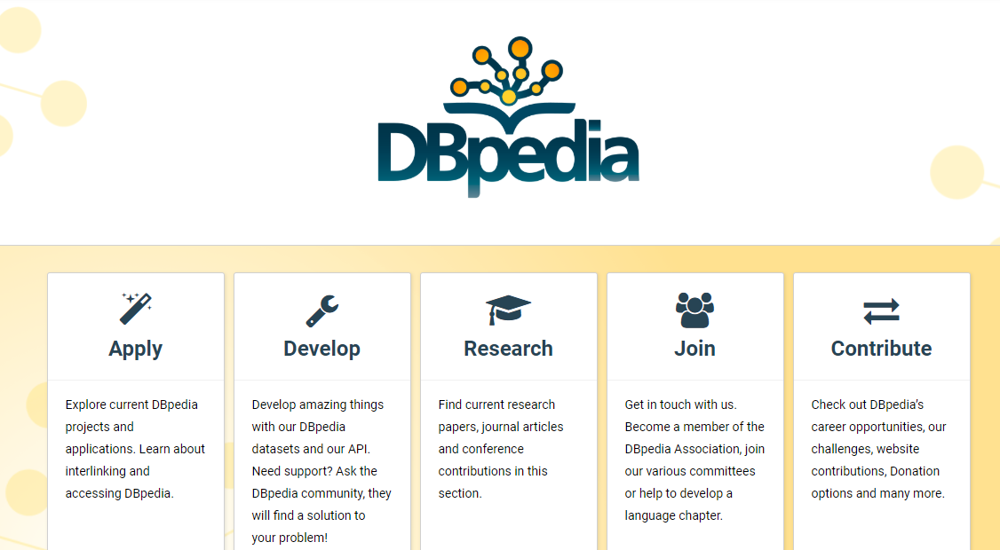 DBpedia
Apply
Explore current DBpedia
projects and
applications. Learn about
interlinking and
accessing DBpedia.
Develop
Develop amazing things
with our DBpedia
datasets and our API.
Need support? Ask the
DBpedia community, they
will find a solution to
your problem!
Research
Find current research
papers, journal articles
and conference
contributions in this
section.
Join
Get in touch with us.
Become a member of the
DBpedia Association, join
our various committees
or help to develop a
language chapter.
Contribute
Check out DBpedia’s
career opportunities, our
challenges, website
contributions, Donation
options and many more.